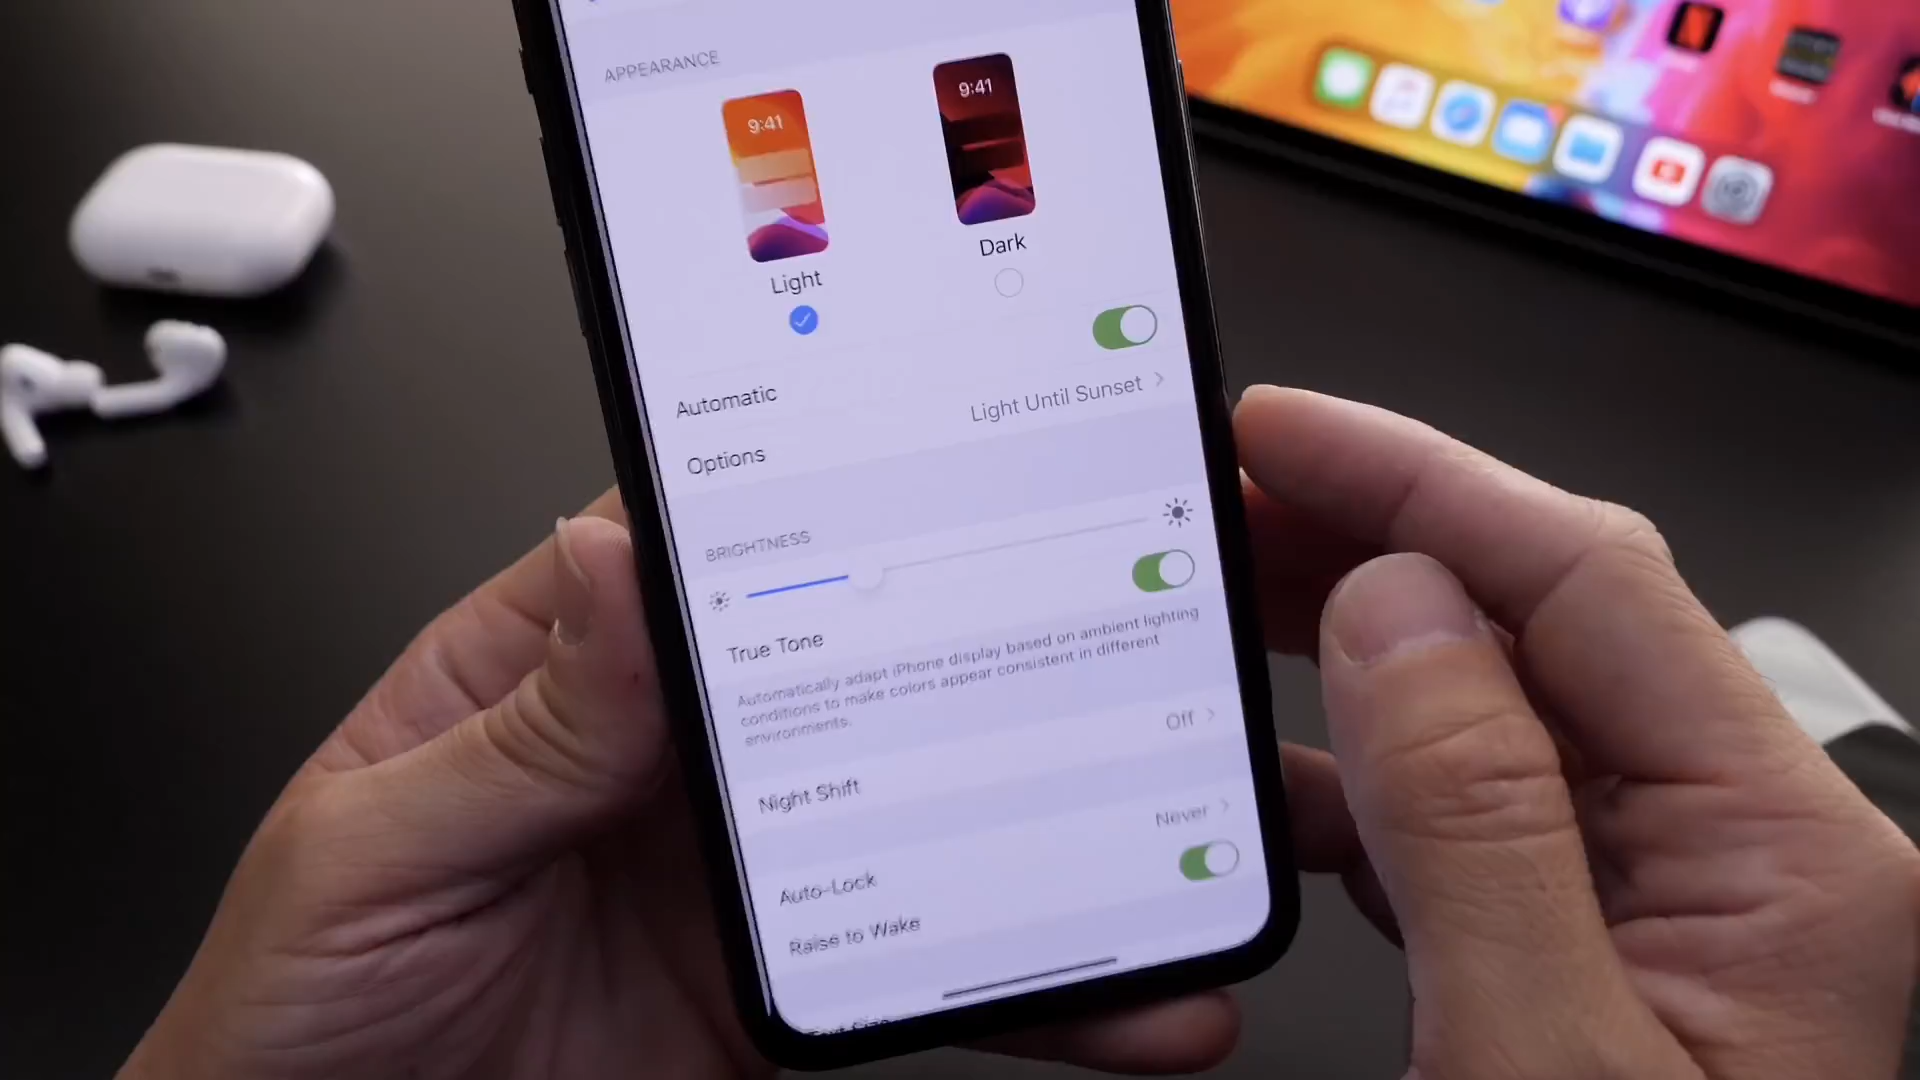 APPEARANCE
9:41
9:41
Light
Dark
Automatic
Options
Light Until Sunset
BRIGHTNESS
True Tone
Automatically adapt iPhone display based on ambient lighting
conditions to make colors appear consistent in different
environments.
Night Shift
Off
Auto-Lock
Never
Raise to Wake